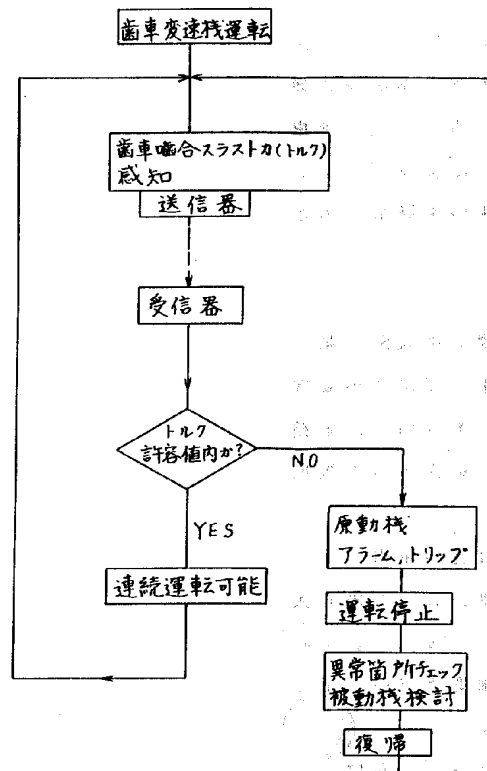 歯車変速桟運転
歯車噛合スラスト力(トルク)
感知
送信器
受信器
トルク
許容値内か?
NO
YES
原動桟
アラーム,トリップ
連続運転可能
運転停止
異常箇所チェック
被動桟検討
復帰